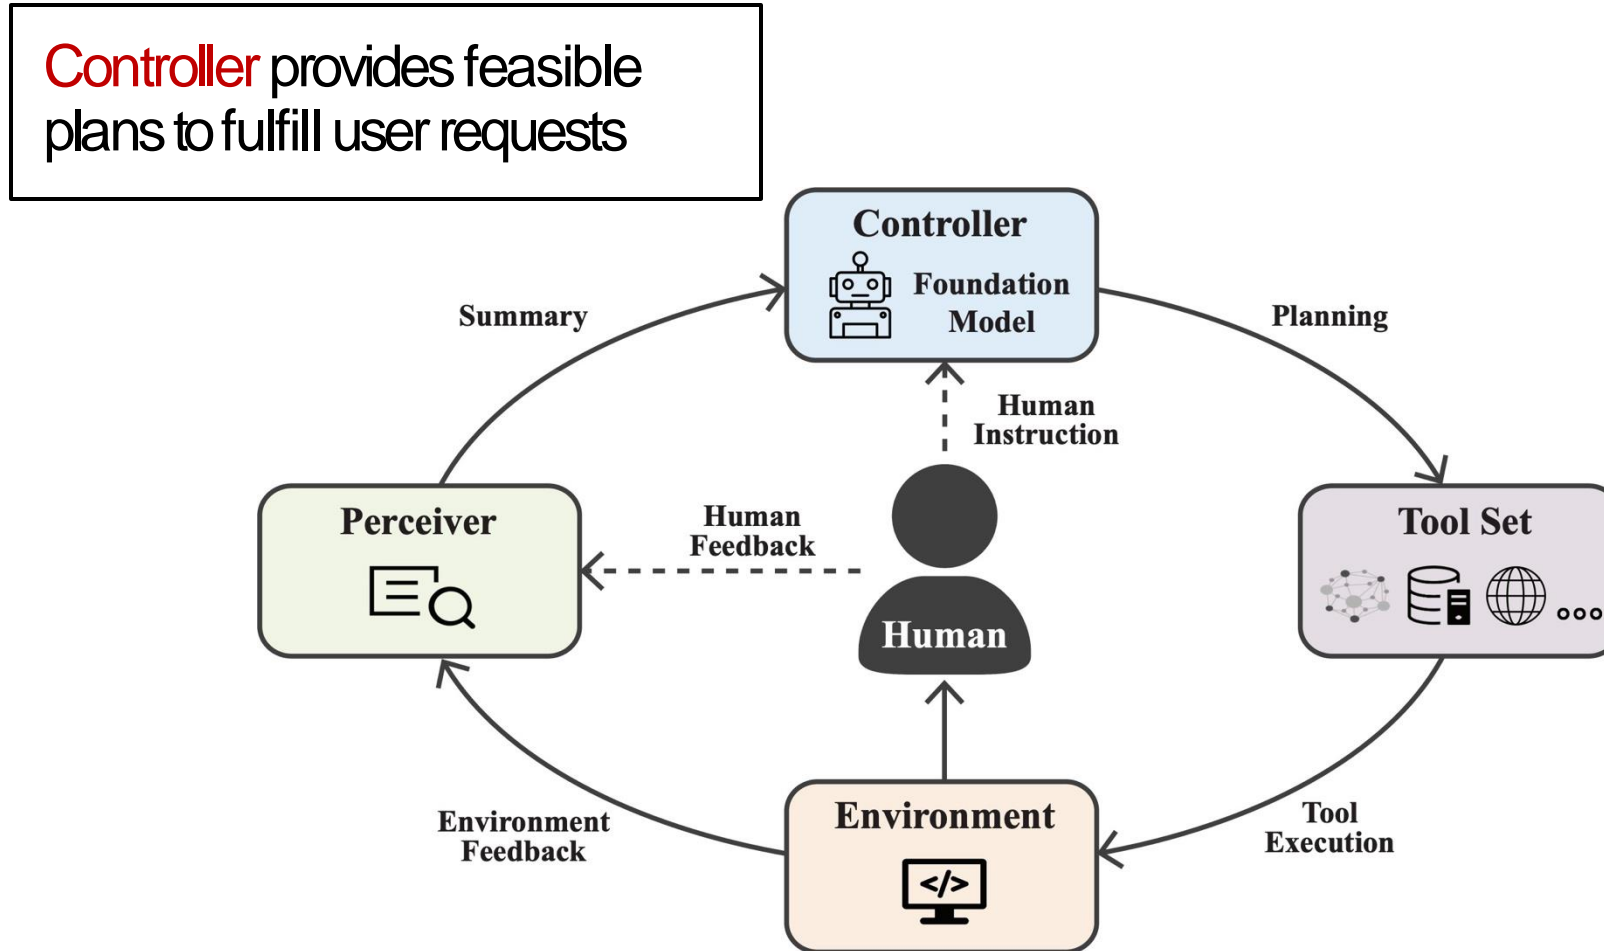 Controller provides feasible
plans to fulfill user requests
Controller
Foundation
Model
Summary
Planning
Human
Instruction
Perceiver
Human
Feedback
Human
Tool Set
Environment
Feedback
Environment
</>
Tool
Execution